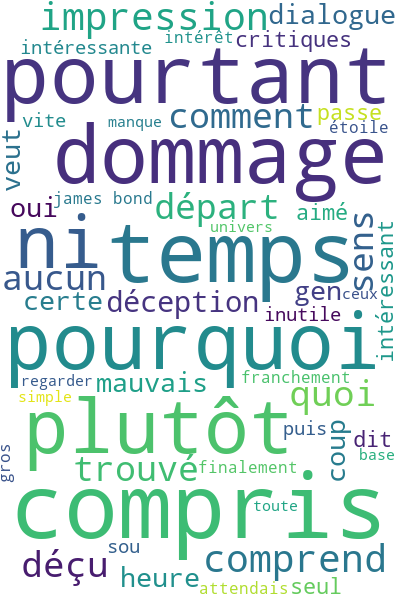 impression dialogue
intéressante intérêt critiques
pourtant
vite manque comment passe étoile
veut
dommage
james bond
oui départ aimé
univers
ni temps sens
aucun
certe déception gen ceux
inutile
intéressant
pourquoi
regarder mauvais franchement
simple quoi
plutôt puis dit
coup
base
gros trouvé finalement
compris
toute
déçu sou comprend
heure attendais seul